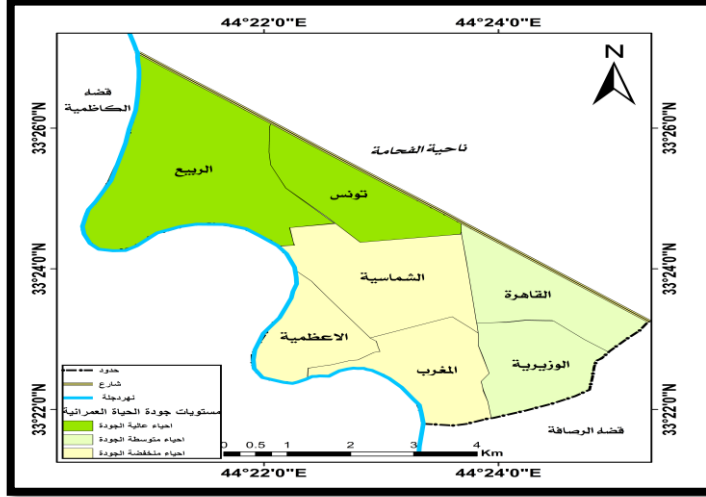 44°22'0"E 44°24'0"E
N
قضاء
الكاظمية
33°26'0"N 33°26'0"N
ناحية الفحامة
الربيع
تونس
33°24'0"N 33°24'0"N
الشماسية
القاهرة
الاعظمية
الوزيرية
المغرب
حدود
شارع
نهردجلة
مستويات جودة الحياة العمرانية
احياء عالية الجودة
احياء متوسطة الجودة
احياء منخفضة الجودة
33°22'0"N 33°22'0"N
قضاء الرصافة
0 0.5 1 2 3 4
Km
44°22'0"E 44°24'0"E